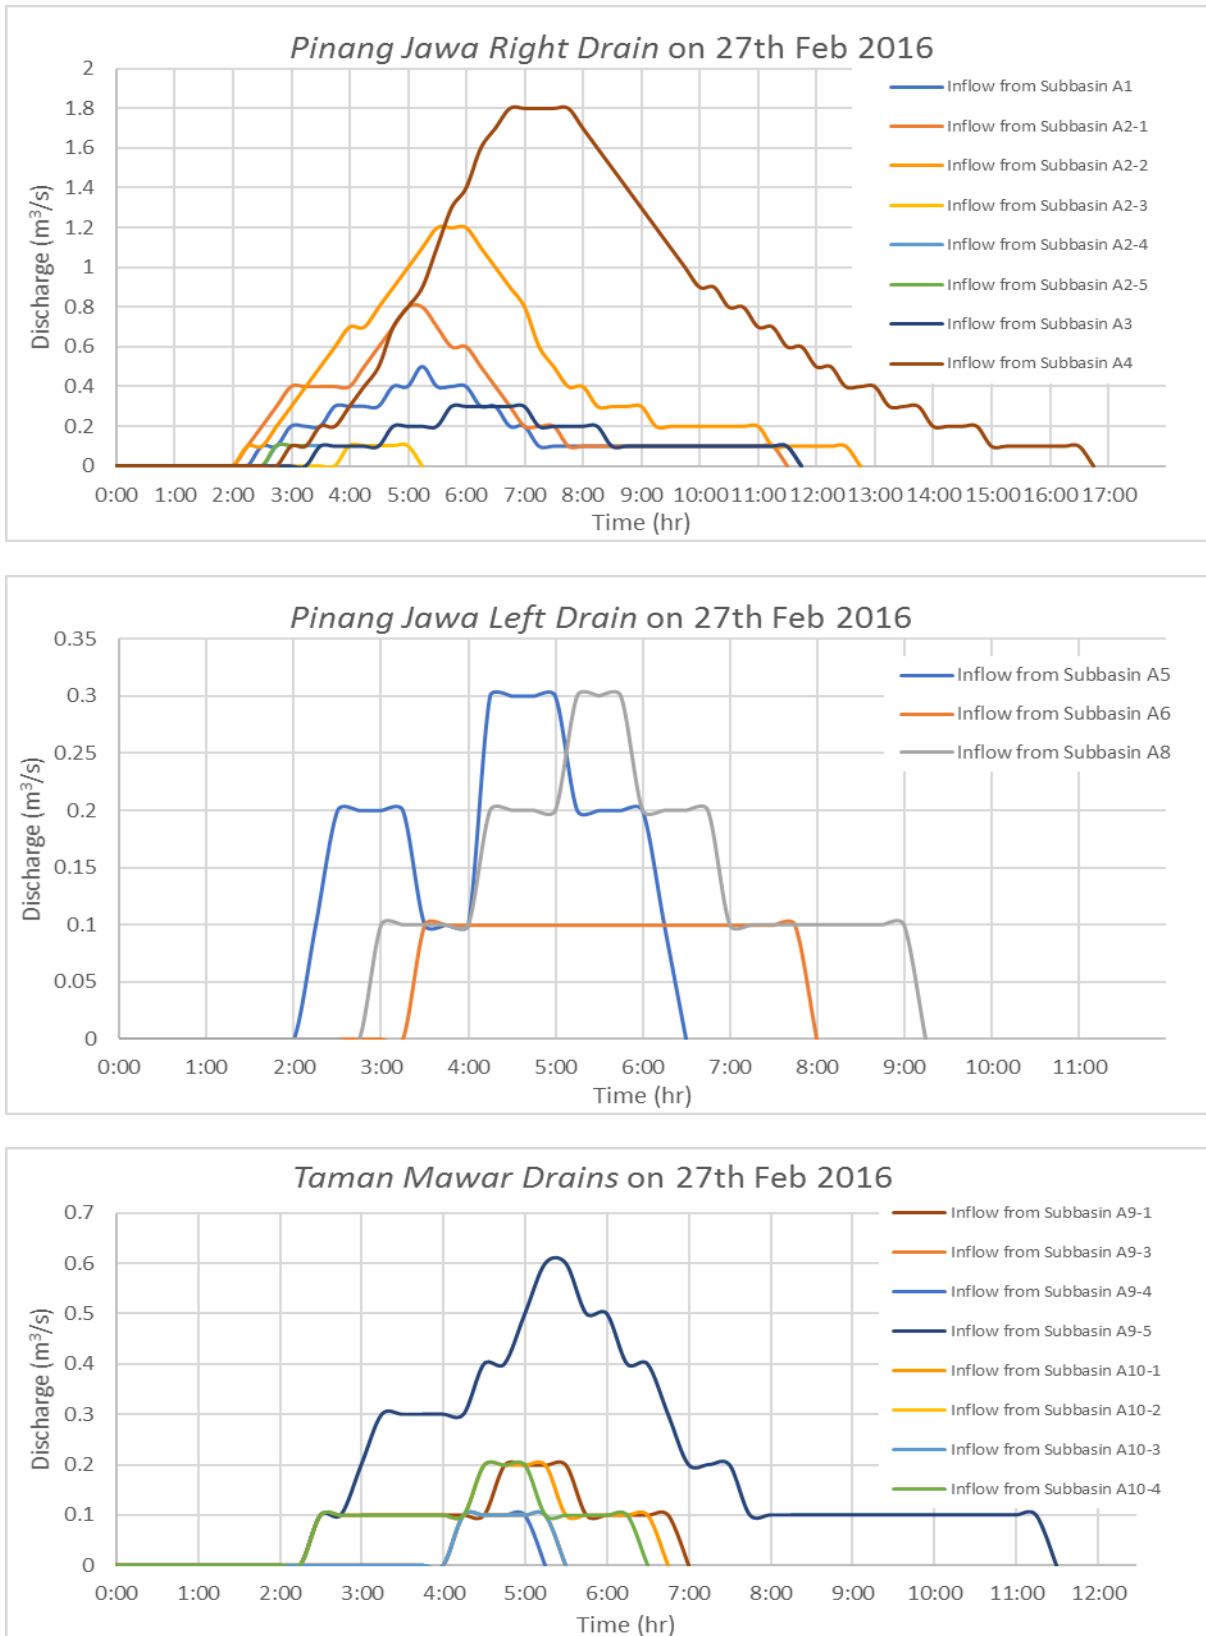 Pinang Jawa Right Drain on 27th Feb 2016
Discharge (m³/s)
2
1.8
1.6
1.4
1.2
1
0.8
0.6
0.4
0.2
0
0:00 1:00 2:00 3:00 4:00 5:00 6:00 7:00 8:00 9:00 10:00 11:00 12:00 13:00 14:00 15:00 16:00 17:00
Time (hr)
Inflow from Subbasin A1
Inflow from Subbasin A2-1
Inflow from Subbasin A2-2
Inflow from Subbasin A2-3
Inflow from Subbasin A2-4
Inflow from Subbasin A2-5
Inflow from Subbasin A3
Inflow from Subbasin A4
Pinang Jawa Left Drain on 27th Feb 2016
Discharge (m³/s)
0.35
0.3
0.25
0.2
0.15
0.1
0.05
0
0:00 1:00 2:00 3:00 4:00 5:00 6:00 7:00 8:00 9:00 10:00 11:00
Time (hr)
Inflow from Subbasin A5
Inflow from Subbasin A6
Inflow from Subbasin A8
Taman Mawar Drains on 27th Feb 2016
Discharge (m³/s)
0.7
0.6
0.5
0.4
0.3
0.2
0.1
0
0:00 1:00 2:00 3:00 4:00 5:00 6:00 7:00 8:00 9:00 10:00 11:00 12:00
Time (hr)
Inflow from Subbasin A9-1
Inflow from Subbasin A9-3
Inflow from Subbasin A9-4
Inflow from Subbasin A9-5
Inflow from Subbasin A10-1
Inflow from Subbasin A10-2
Inflow from Subbasin A10-3
Inflow from Subbasin A10-4